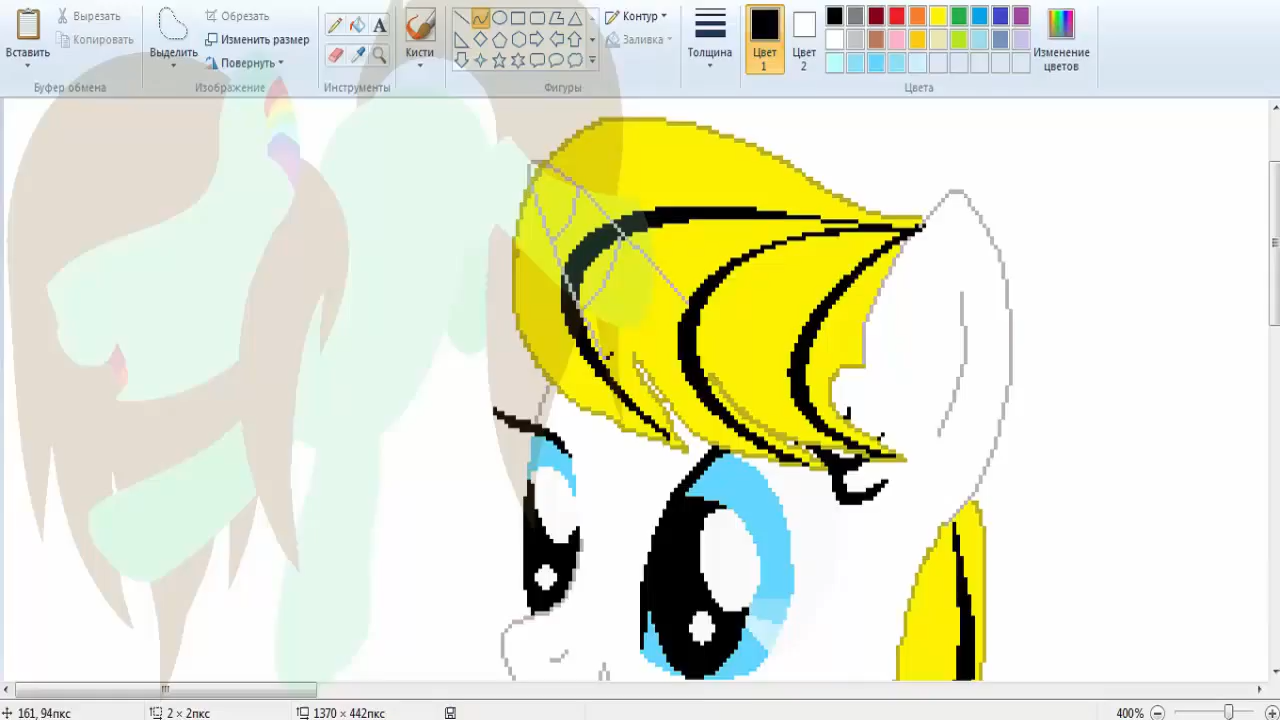 Вырезать
Обрезать
Контур
Копировать
Изменить размер
A
Заливка
Вставить
Выделить
Повернуть
Кисти
Толщина
Цвет
1
Цвет
2
Изменение
цветов
Буфер обмена
Изображение
Инструменты
Фигуры
Цвета
161, 94пкс
2 × 2пкс
1370 × 442пкс
400%